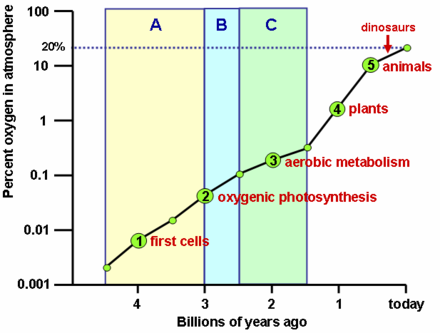 Percent oxygen in atmosphere
100
20%
10
1
0.1
0.01
0.001
A
B
C
dinosaurs
5 animals
4 plants
3 aerobic metabolism
2 oxygenic photosynthesis
1 first cells
4 3 2 1 today
Billions of years ago